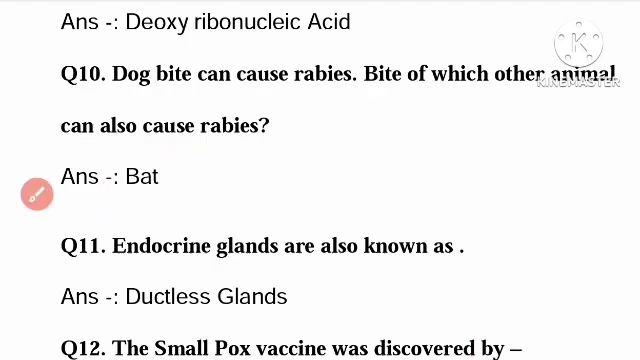 Ans -: Deoxy ribonucleic Acid
Q10. Dog bite can cause rabies. Bite of which other animal
can also cause rabies?
Ans -: Bat
Q11. Endocrine glands are also known as .
Ans -: Ductless Glands
Q12. The Small Pox vaccine was discovered by –
K
KINEMASTER